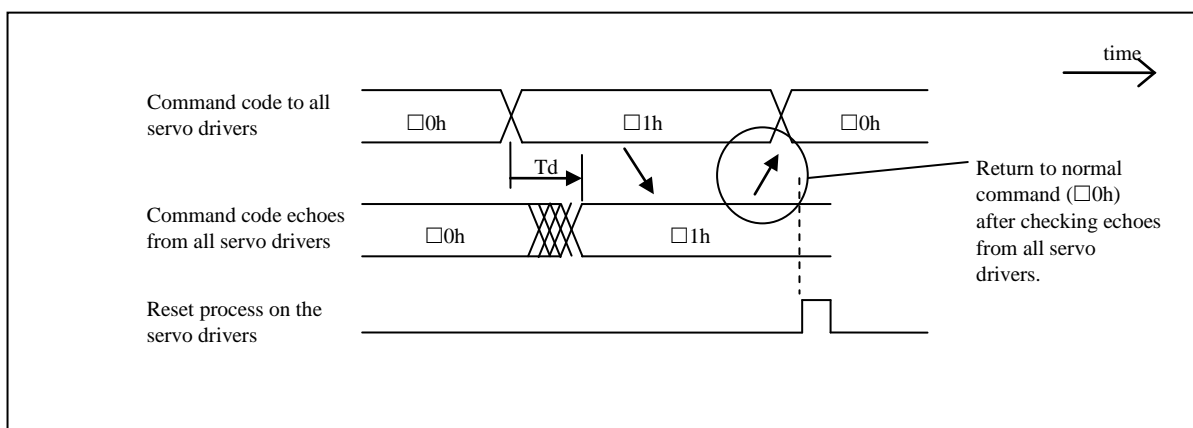 time
Command code to all
servo drivers
□0h
□1h
□0h
Td
Command code echoes
from all servo drivers
□0h
□1h
Return to normal
command (□0h)
after checking echoes
from all servo
drivers.
Reset process on the
servo drivers